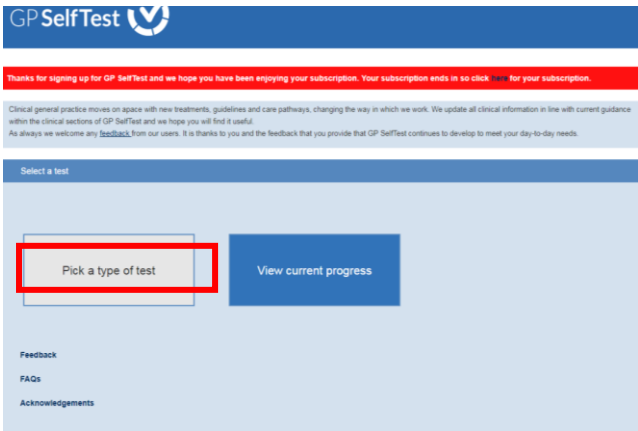 GP SelfTest
Thanks for signing up for GP SelfTest and we hope you have been enjoying your subscription. Your subscription ends in so click here for your subscription.
Clinical general practice moves on apace with new treatments, guidelines and care pathways, changing the way in which we work. We update all clinical information in line with current guidance
within the clinical sections of GP SelfTest and we hope you will find it useful.
As always we welcome any feedback from our users. It is thanks to you and the feedback that you provide that GP SelfTest continues to develop to meet your day-to-day needs.
Select a test
Pick a type of test
View current progress
Feedback
FAQs
Acknowledgements